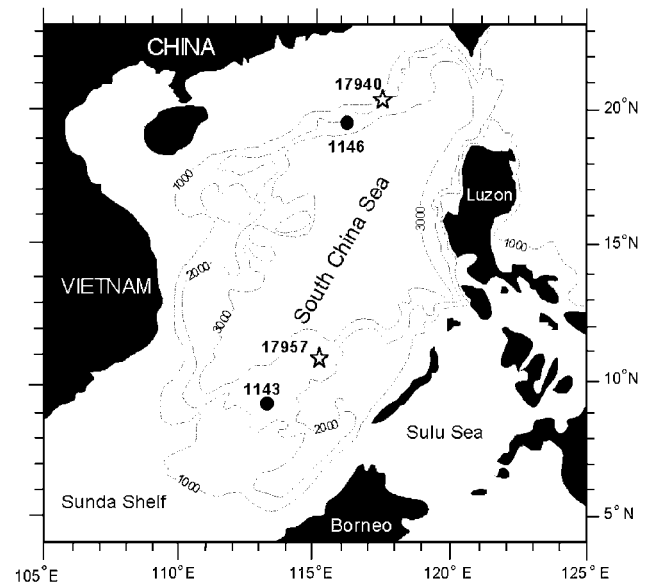 CHINA
17940
20°N
1146
1000
Luzon
South China Sea
3000
1000
15°N
2000
VIETNAM
3000
17957
10°N
1143
2000
Sulu Sea
1000
Sunda Shelf
Borneo
5°N
105°E
110°E
115°E
120°E
125°E